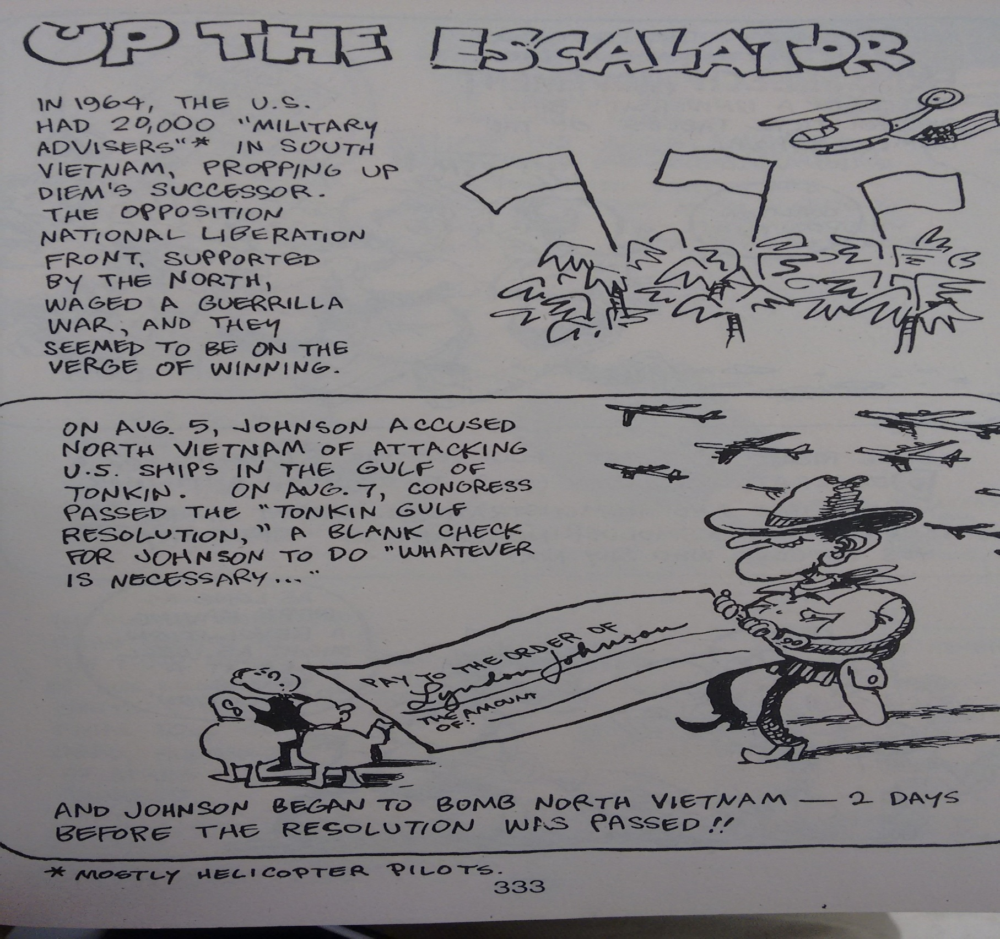 UP THE ESCALATOR
IN 1964, THE U.S.
HAD 20,000 "MILITARY
ADVISERS"* IN SOUTH
VIETNAM, PROPPING UP
DIEM'S SUCCESSOR.
THE OPPOSITION
NATIONAL LIBERATION
FRONT, SUPPORTED
BY THE NORTH,
WAGED A GUERRILLA
WAR, AND THEY
SEEMED TO BE ON THE
VERGE OF WINNING.
ON AUG. 5, JOHNSON ACCUSED
NORTH VIETNAM OF ATTACKING
U.S. SHIPS IN THE GULF OF
TONKIN. ON AUG. 7, CONGRESS
PASSED THE "TONKIN GULF
RESOLUTION," A BLANK CHECK
FOR JOHNSON TO DO "WHATEVER
IS NECESSARY..."
PAY TO THE ORDER OF
Lyndon Johnson
THE AMOUNT
OF:
AND JOHNSON BEGAN TO BOMB NORTH VIETNAM — 2 DAYS
BEFORE THE RESOLUTION WAS PASSED!!
* MOSTLY HELICOPTER PILOTS.
333